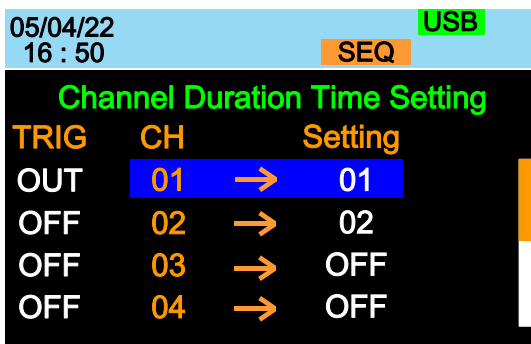 05/04/22 USB
16 : 50 SEQ
Channel Duration Time Setting
TRIG CH Setting
OUT 01 → 01
OFF 02 → 02
OFF 03 → OFF
OFF 04 → OFF